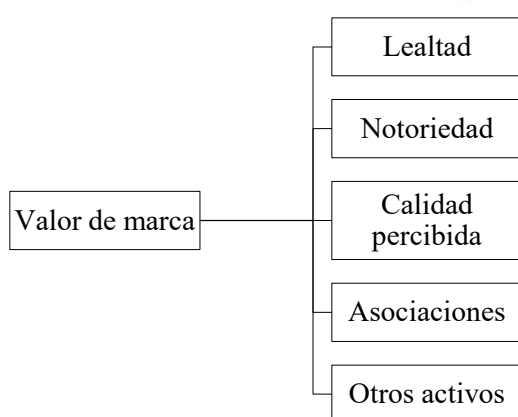 Valor de marca
Lealtad
Notoriedad
Calidad
percibida
Asociaciones
Otros activos